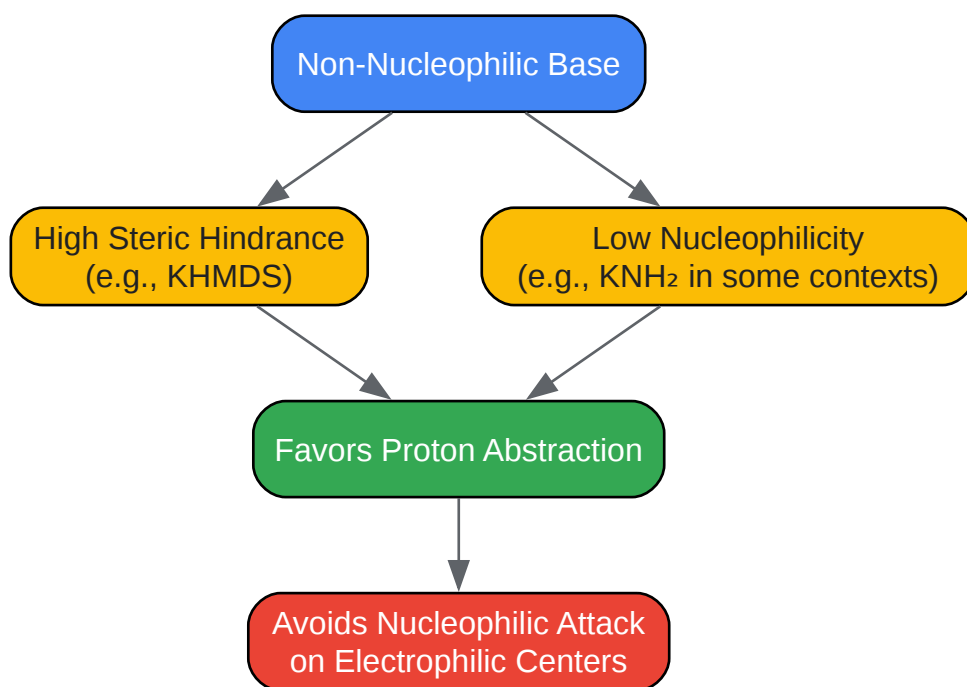 Non-Nucleophilic Base
High Steric Hindrance
(e.g., KHMDS)
Low Nucleophilicity
(e.g., KNH₂ in some contexts)
Favors Proton Abstraction
Avoids Nucleophilic Attack
on Electrophilic Centers